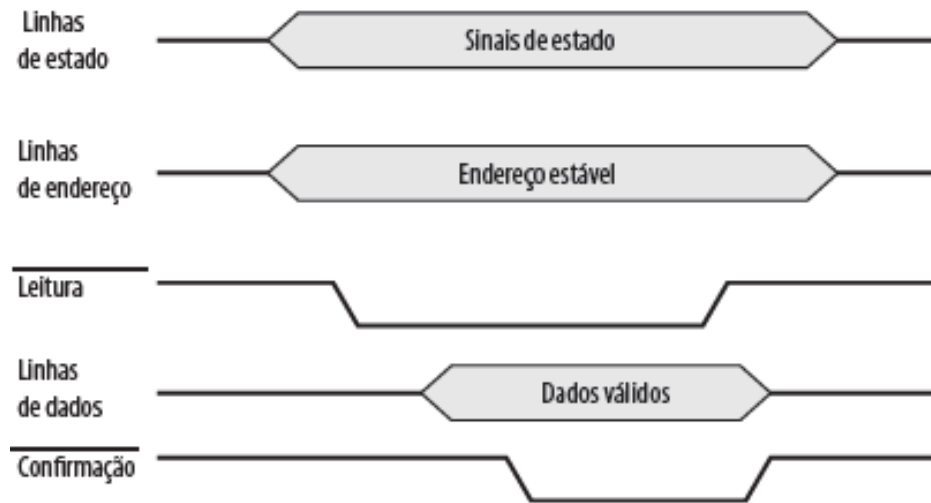 Linhas
de estado
Sinais de estado
Linhas
de endereço
Endereço estável
Leitura
Linhas
de dados
Dados válidos
Confirmação